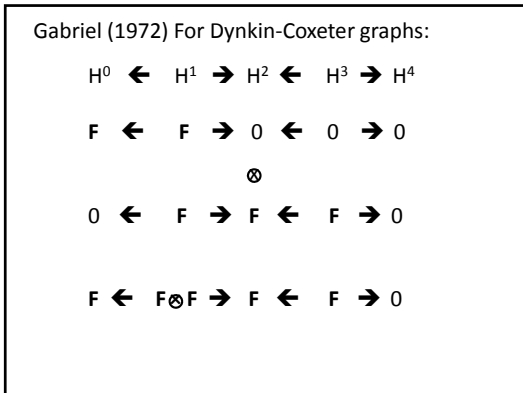 Gabriel (1972) For Dynkin-Coxeter graphs:
H⁰ 🡸 H¹ 🡺 H² 🡸 H³ 🡺 H⁴
F 🡸 F 🡺 0 🡸 0 🡺 0
⊗
0 🡸 F 🡺 F 🡸 F 🡺 0
F 🡸 F⊗F 🡺 F 🡸 F 🡺 0